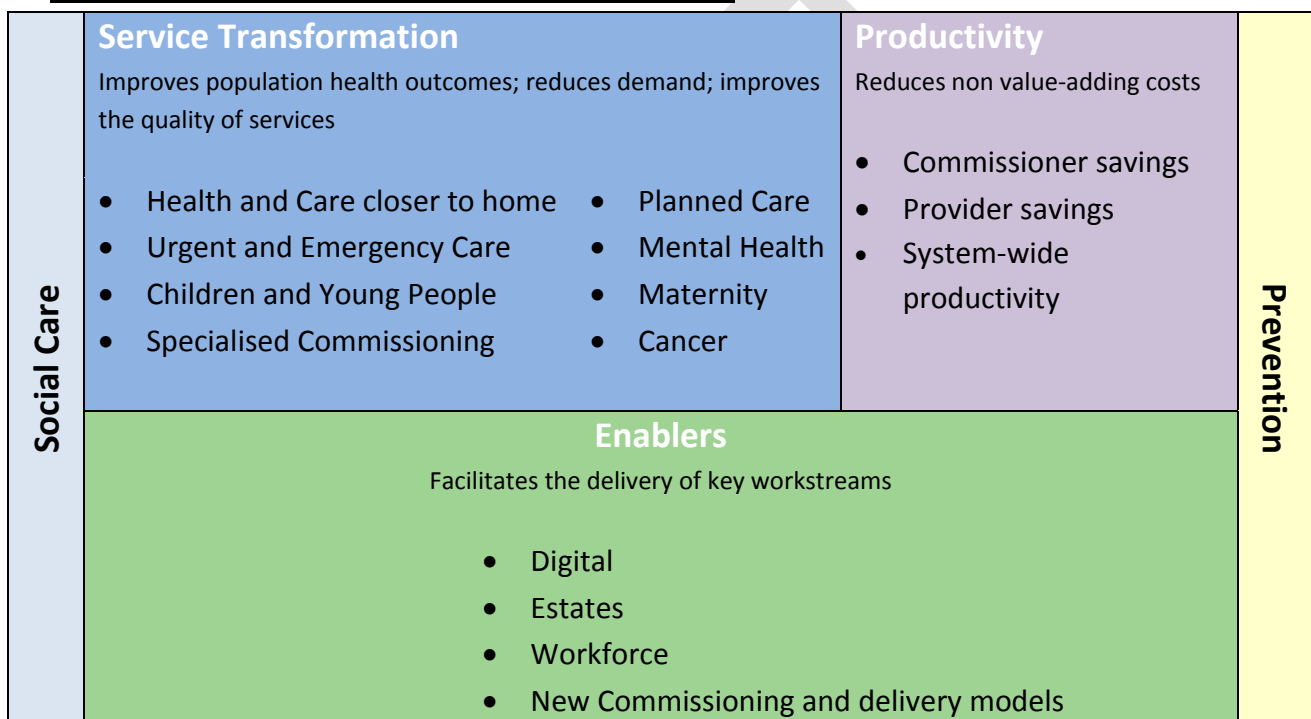 Social Care
Service Transformation
Improves population health outcomes; reduces demand; improves
the quality of services
• Health and Care closer to home
• Urgent and Emergency Care
• Children and Young People
• Specialised Commissioning
• Planned Care
• Mental Health
• Maternity
• Cancer
Productivity
Reduces non value-adding costs
• Commissioner savings
• Provider savings
• System-wide
productivity
Enablers
Facilitates the delivery of key workstreams
• Digital
• Estates
• Workforce
• New Commissioning and delivery models
Prevention